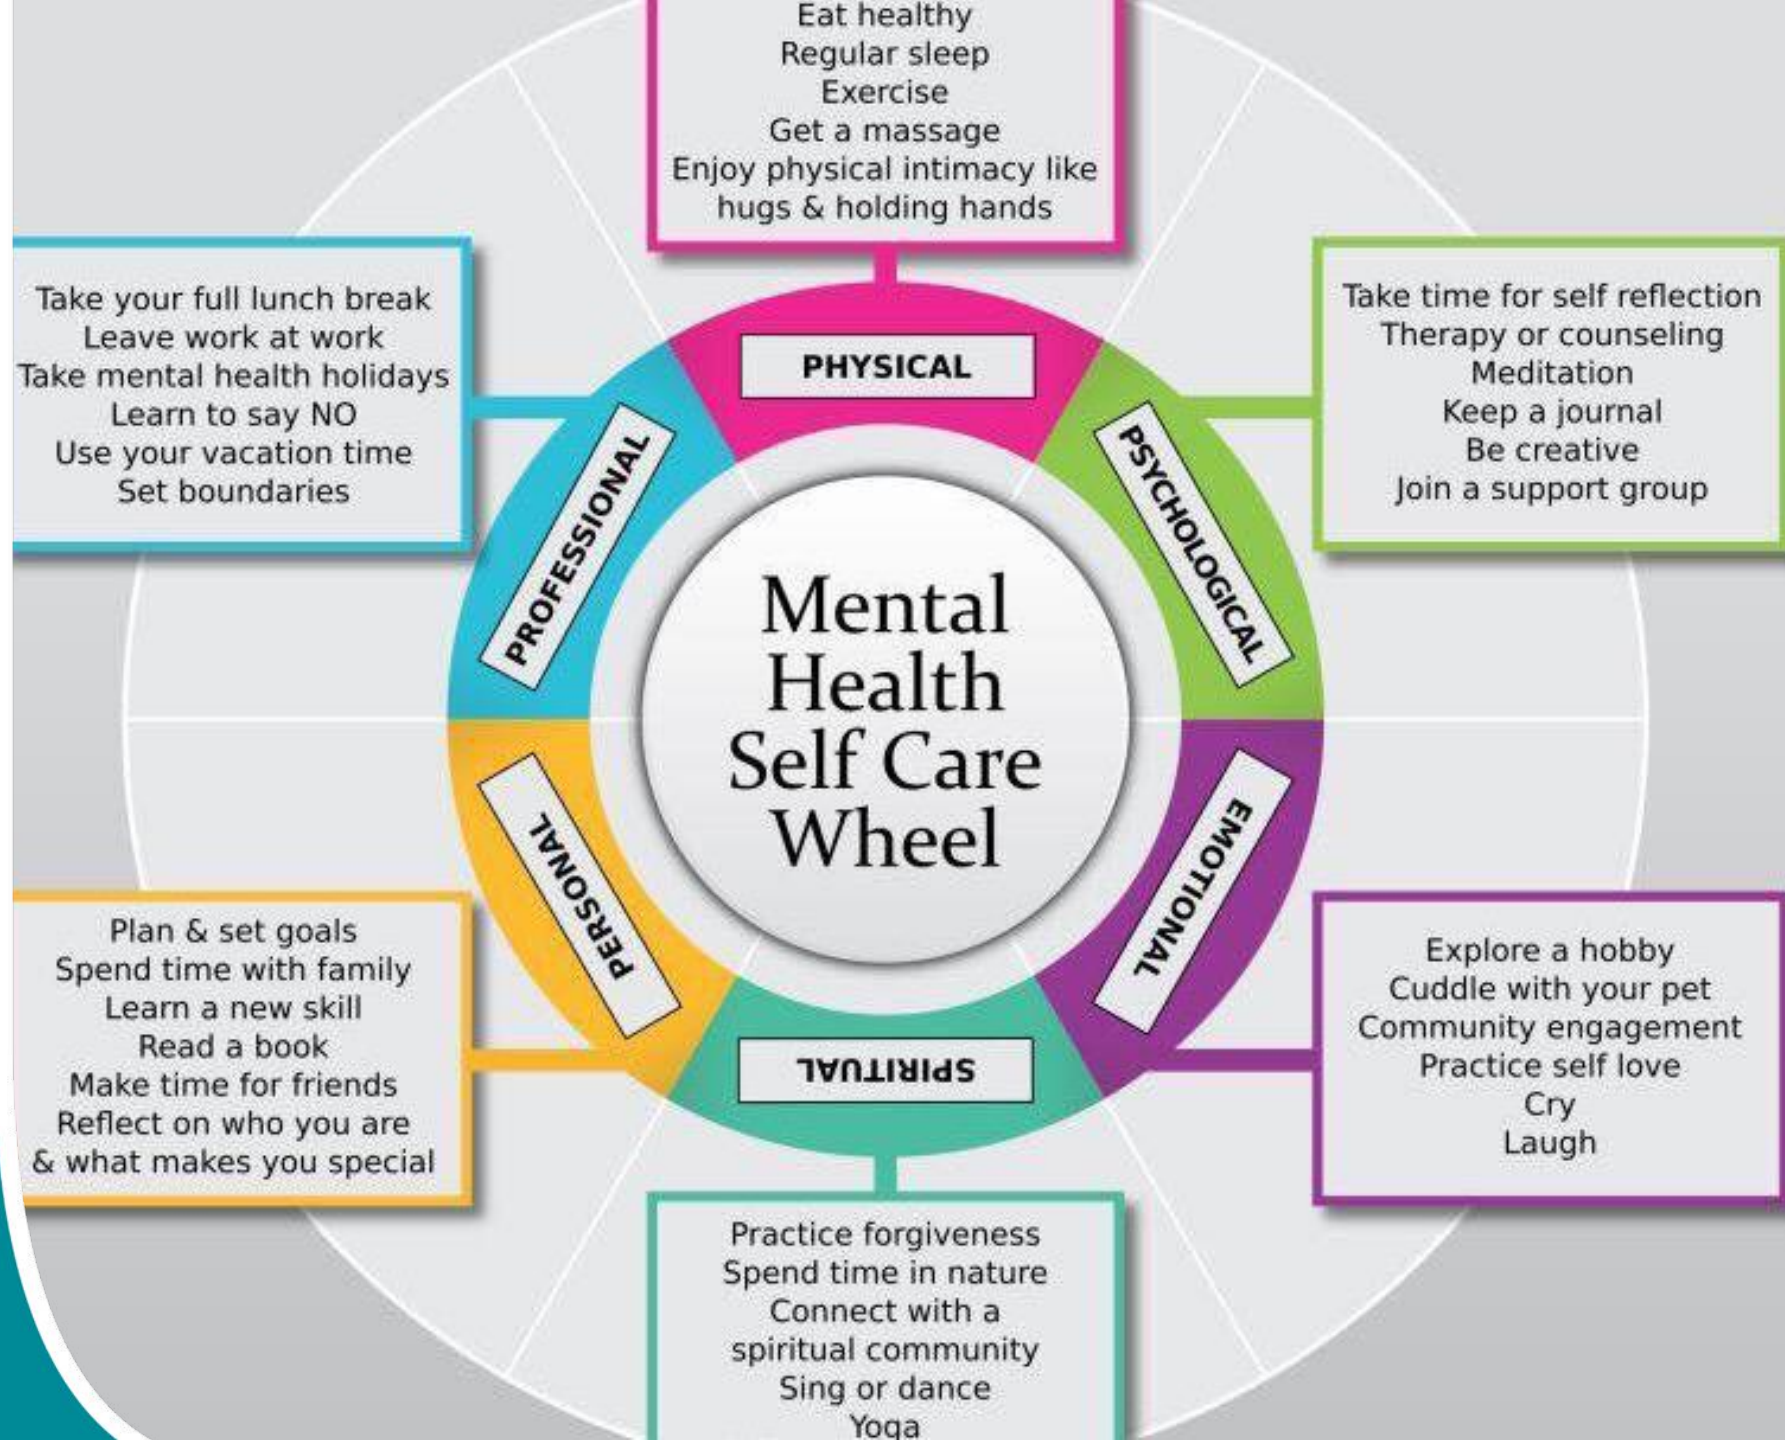 Eat healthy
Regular sleep
Exercise
Get a massage
Enjoy physical intimacy like
hugs & holding hands
PHYSICAL
Take your full lunch break
Leave work at work
Take mental health holidays
Learn to say NO
Use your vacation time
Set boundaries
PROFESSIONAL
Take time for self reflection
Therapy or counseling
Meditation
Keep a journal
Be creative
Join a support group
PSYCHOLOGICAL
Mental
Health
Self Care
Wheel
PERSONAL
Plan & set goals
Spend time with family
Learn a new skill
Read a book
Make time for friends
Reflect on who you are
& what makes you special
EMOTIONAL
Explore a hobby
Cuddle with your pet
Community engagement
Practice self love
Cry
Laugh
SPIRITUAL
Practice forgiveness
Spend time in nature
Connect with a
spiritual community
Sing or dance
Yoga